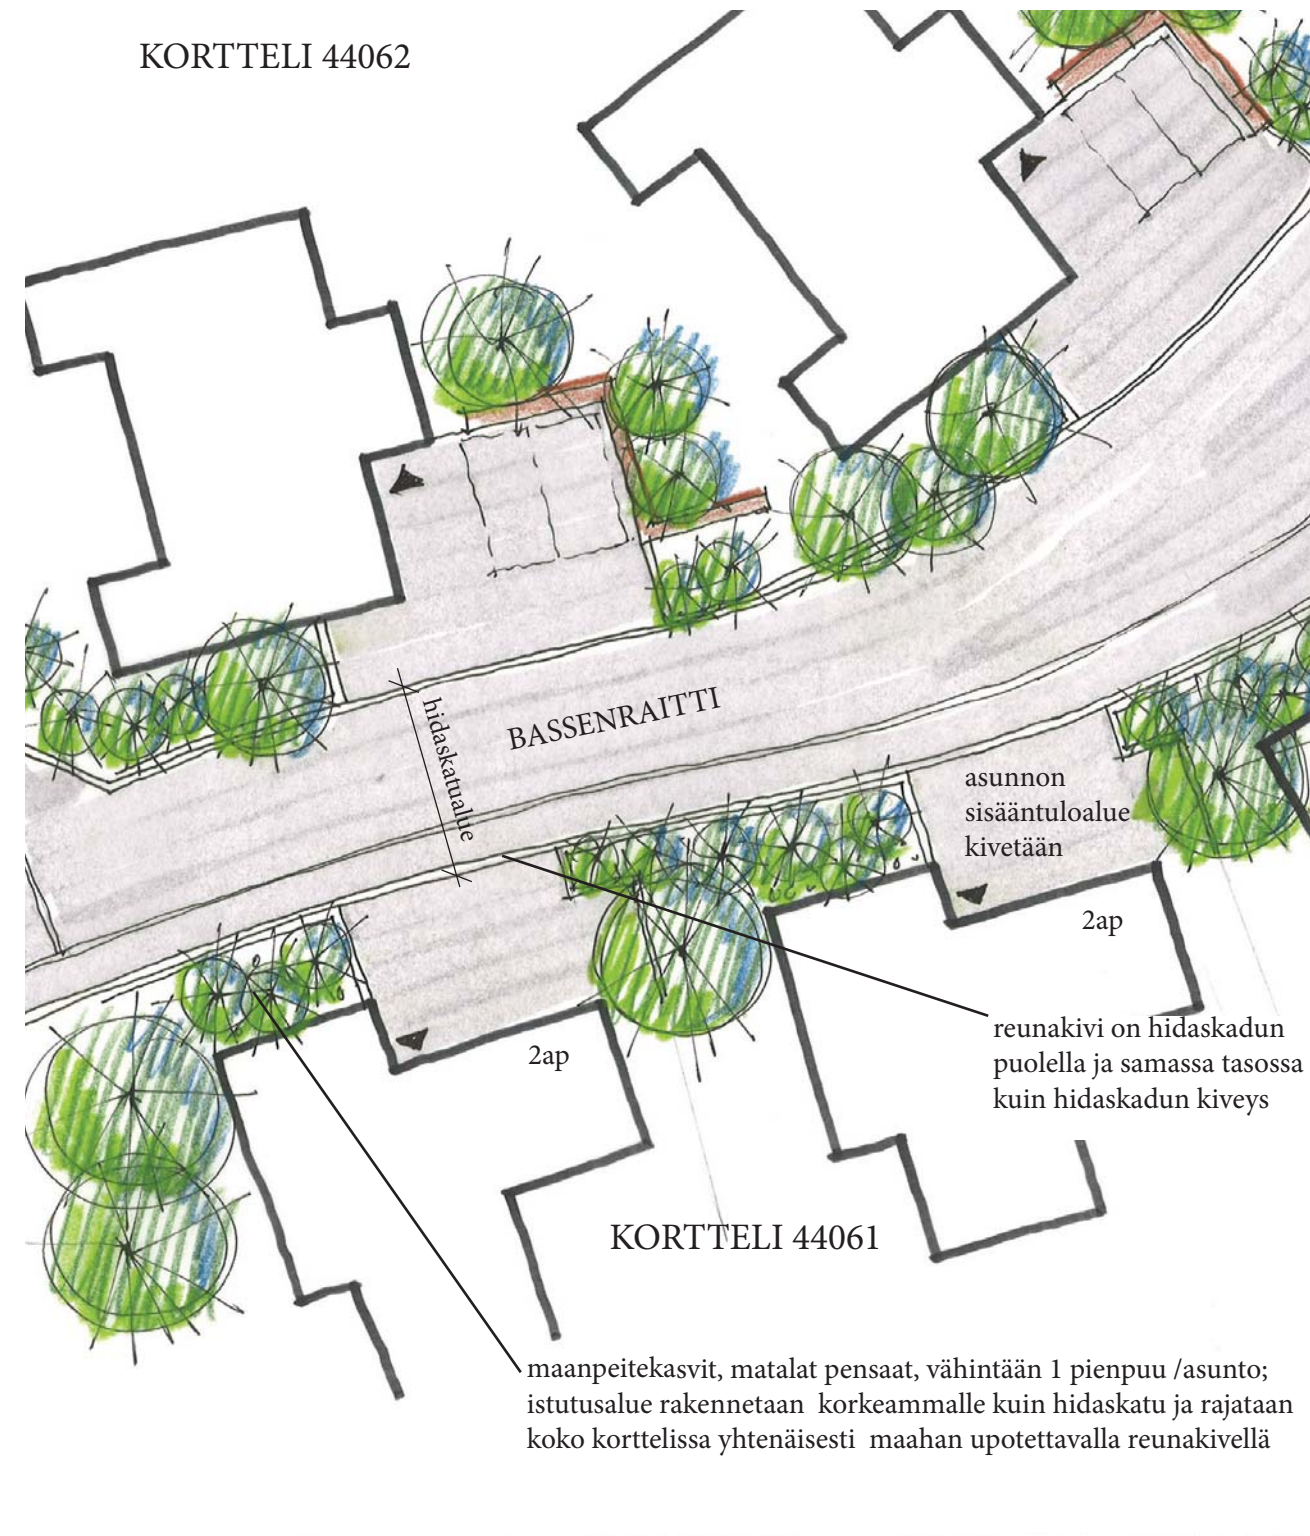 KORTTELI 44062
BASSENRAITTI
hidaskatualue
asunnon
sisääntuloalue
kivetään
2ap
2ap
reunakivi on hidaskadun
puolella ja samassa tasossa
kuin hidaskadun kiveys
KORTTELI 44061
maanpeitekasvit, matalat pensaat, vähintään 1 pienpuu /asunto;
istutusalue rakennetaan korkeammalle kuin hidaskatu ja rajataan
koko korttelissa yhtenäisesti maahan upotettavalla reunakivellä